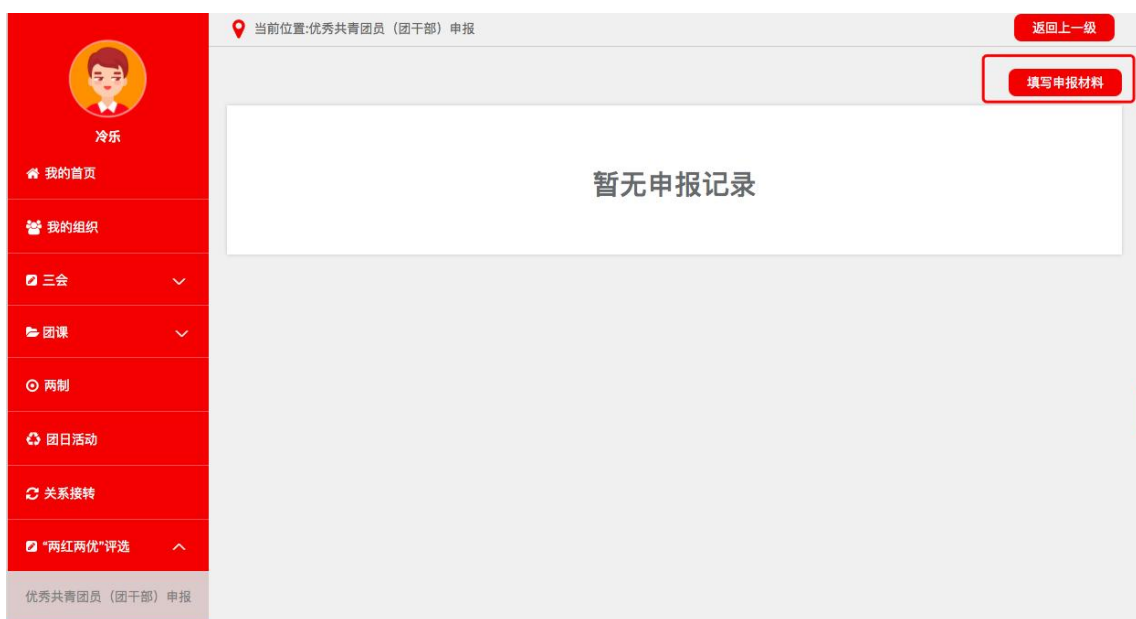 当前位置:优秀共青团员（团干部）申报
返回上一级
填写申报材料
暂无申报记录
冷乐
我的首页
我的组织
三会
团课
两制
团日活动
关系接转
“两红两优”评选
优秀共青团员（团干部）申报